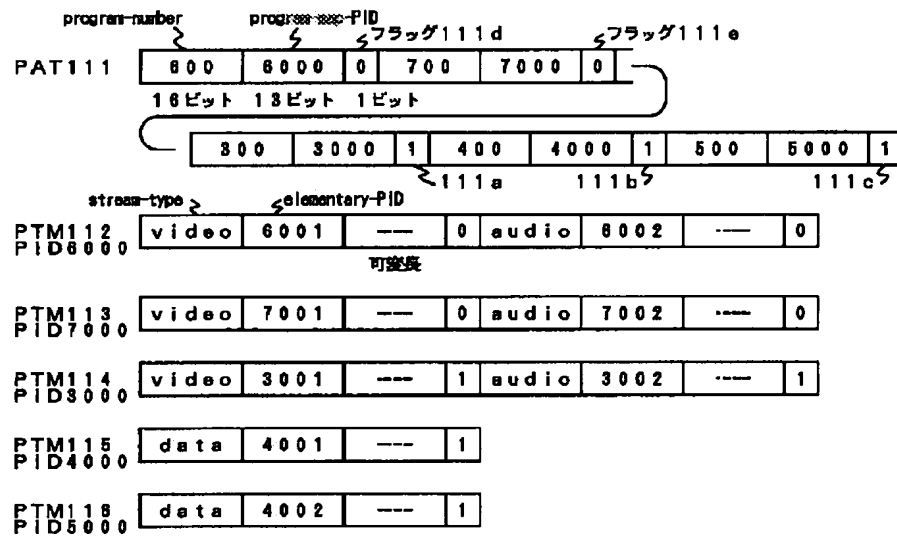 program-number program-map-PID フラッグ111d フラッグ111e
PAT111 600 6000 0 700 7000 0
16ビット 13ビット 1ビット
300 3000 1 400 4000 1 500 5000 1
111a 111b 111c
stream-type elementary-PID
PTM112 PID6000 video 6001 --- 0 audio 6002 ---- 0
可変長
PTM113 PID7000 video 7001 --- 0 audio 7002 ---- 0
PTM114 PID3000 video 3001 --- 1 audio 3002 ---- 1
PTM115 PID4000 data 4001 --- 1
PTM116 PID5000 data 4002 --- 1